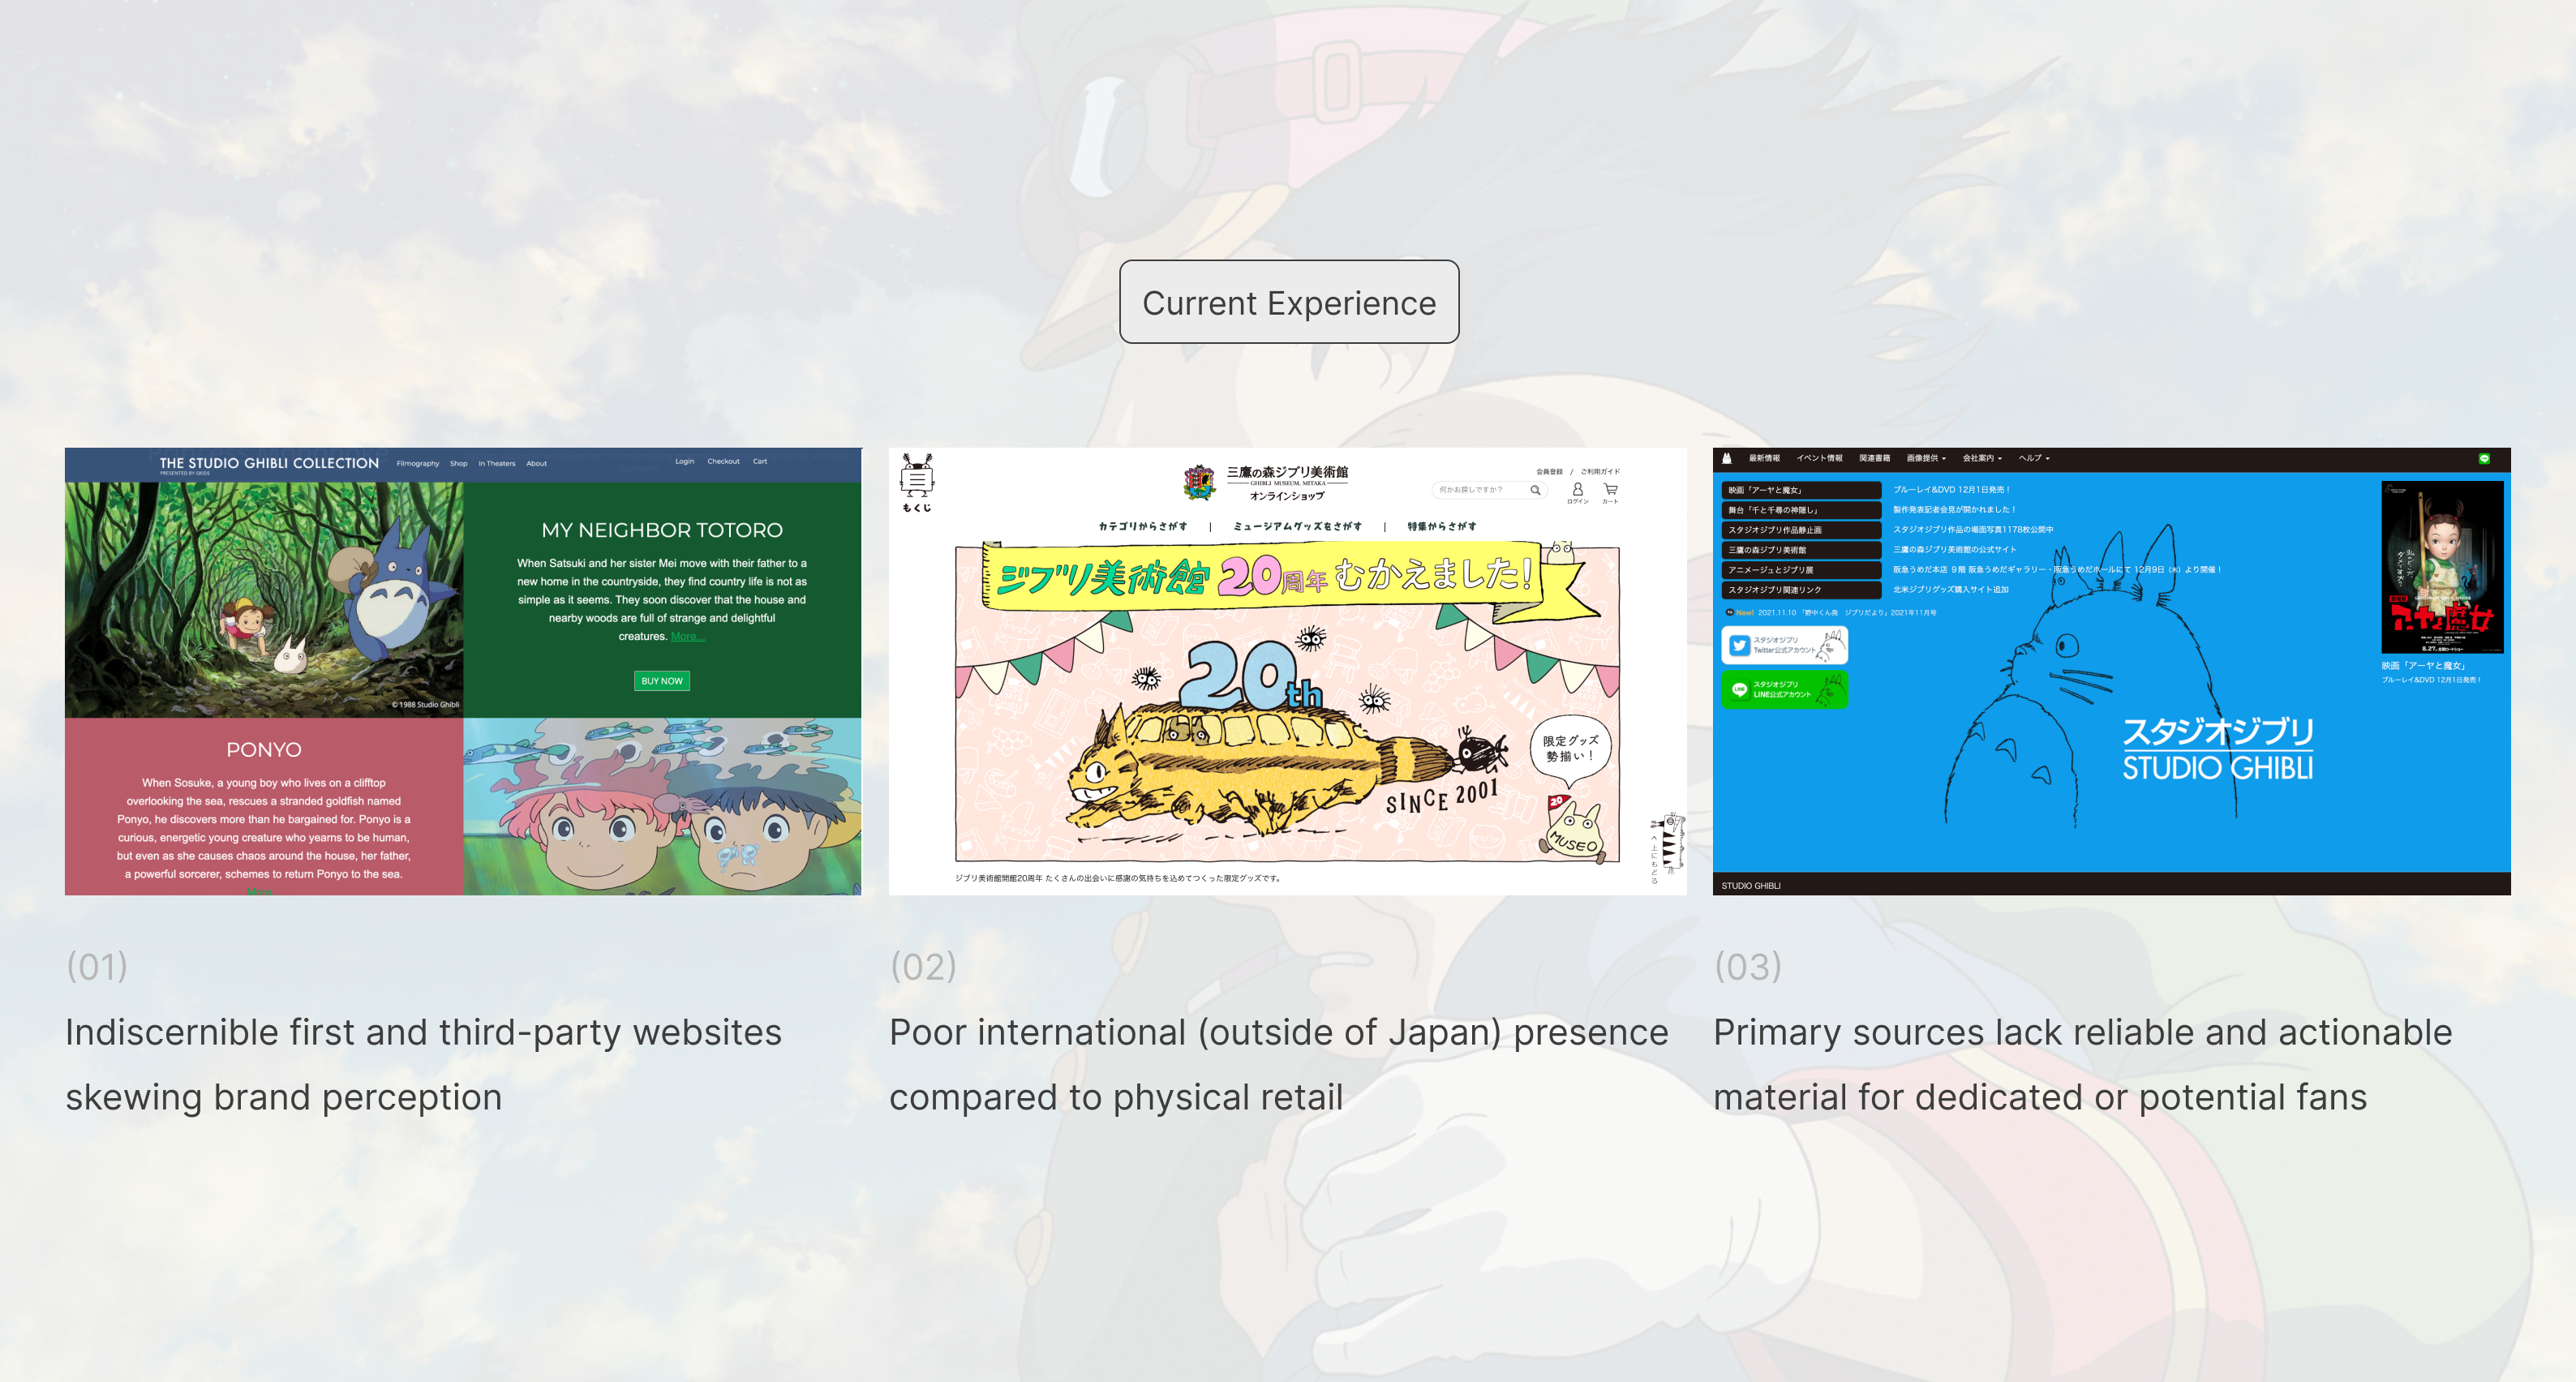 Current Experience
THE STUDIO GHIBLI COLLECTION
PRESENTED BY GKIDS
Filmography Shop In Theaters About
Login Checkout Cart
© 1988 Studio Ghibli
MY NEIGHBOR TOTORO
When Satsuki and her sister Mei move with their father to a
new home in the countryside, they find country life is not as
simple as it seems. They soon discover that the house and
nearby woods are full of strange and delightful
creatures. More...
BUY NOW
PONYO
When Sosuke, a young boy who lives on a clifftop
overlooking the sea, rescues a stranded goldfish named
Ponyo, he discovers more than he bargained for. Ponyo is a
curious, energetic young creature who yearns to be human,
but even as she causes chaos around the house, her father,
a powerful sorcerer, schemes to return Ponyo to the sea.
More
もくじ
三鷹の森ジブリ美術館
GHIBLI MUSEUM, MITAKA
オンラインショップ
会員登録 / ご利用ガイド
何かお探しですか?
ログイン カート
カテゴリからさがす | ミュージアムグッズをさがす | 特集からさがす
ジブリ美術館 20周年 むかえました!
20th
SINCE 2001
限定グッズ
勢揃い!
20
MUSEO
上にもどる
ジブリ美術館開館20周年 たくさんの出会いに感謝の気持ちを込めてつくった限定グッズです。
最新情報 イベント情報 関連書籍 画像提供 会社案内 ヘルプ
映画「アーヤと魔女」 ブルーレイ&DVD 12月1日発売!
舞台「千と千尋の神隠し」 製作発表記者会見が開かれました!
スタジオジブリ作品静止画 スタジオジブリ作品の場面写真1178枚公開中
三鷹の森ジブリ美術館 三鷹の森ジブリ美術館の公式サイト
アニメージュとジブリ展 阪急うめだ本店 9階 阪急うめだギャラリー・阪急うめだホールにて 12月9日(木)より開催!
スタジオジブリ関連リンク 北米ジブリグッズ購入サイト追加
New! 2021.11.10 「野中くん発 ジブリだより」2021年11月号
スタジオジブリ
Twitter公式アカウント
LINE
スタジオジブリ
LINE公式アカウント
スタジオジブリ
STUDIO GHIBLI
アーヤと魔女
8.27
映画「アーヤと魔女」
ブルーレイ&DVD 12月1日発売!
STUDIO GHIBLI
(01)
Indiscernible first and third-party websites
skewing brand perception
(02)
Poor international (outside of Japan) presence
compared to physical retail
(03)
Primary sources lack reliable and actionable
material for dedicated or potential fans